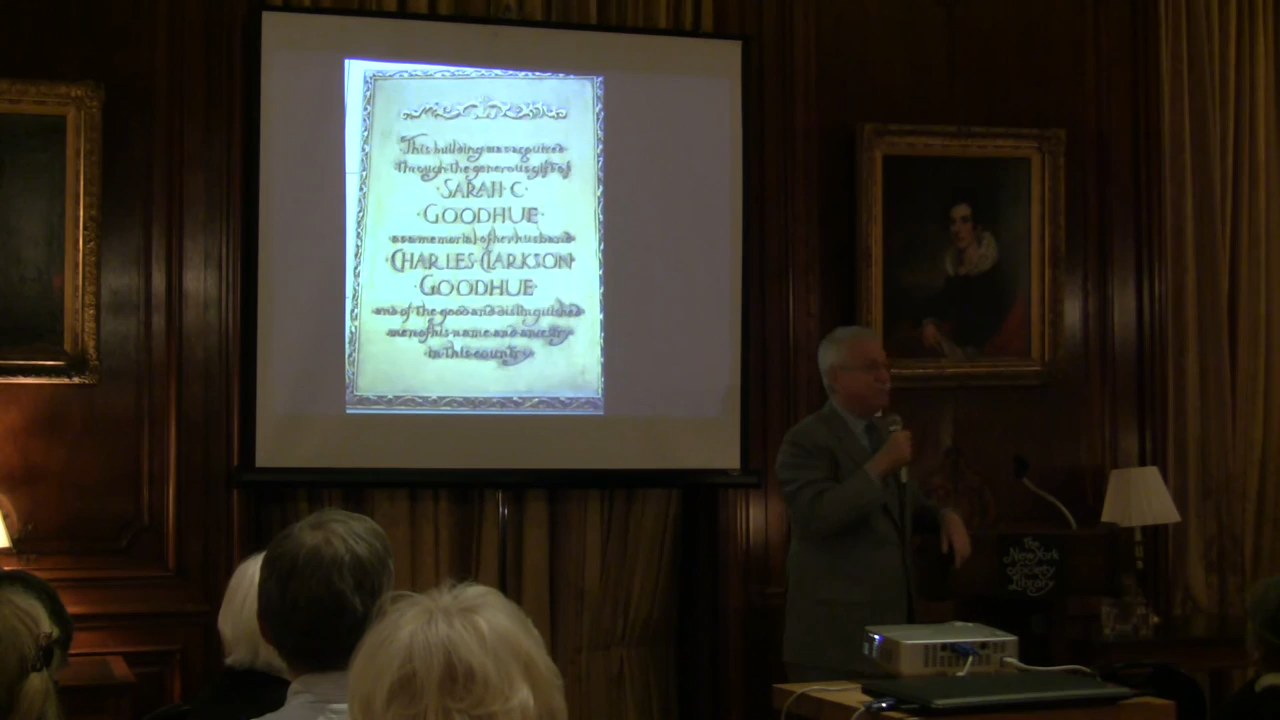 This building was acquired
through the generous gift of
SARAH C·
·GOODHUE·
as a memorial of her husband
CHARLES CLARKSON
GOODHUE·
and of the good and distinguished
men of his name and ancestry
in this country·
The
New York
Society
Library